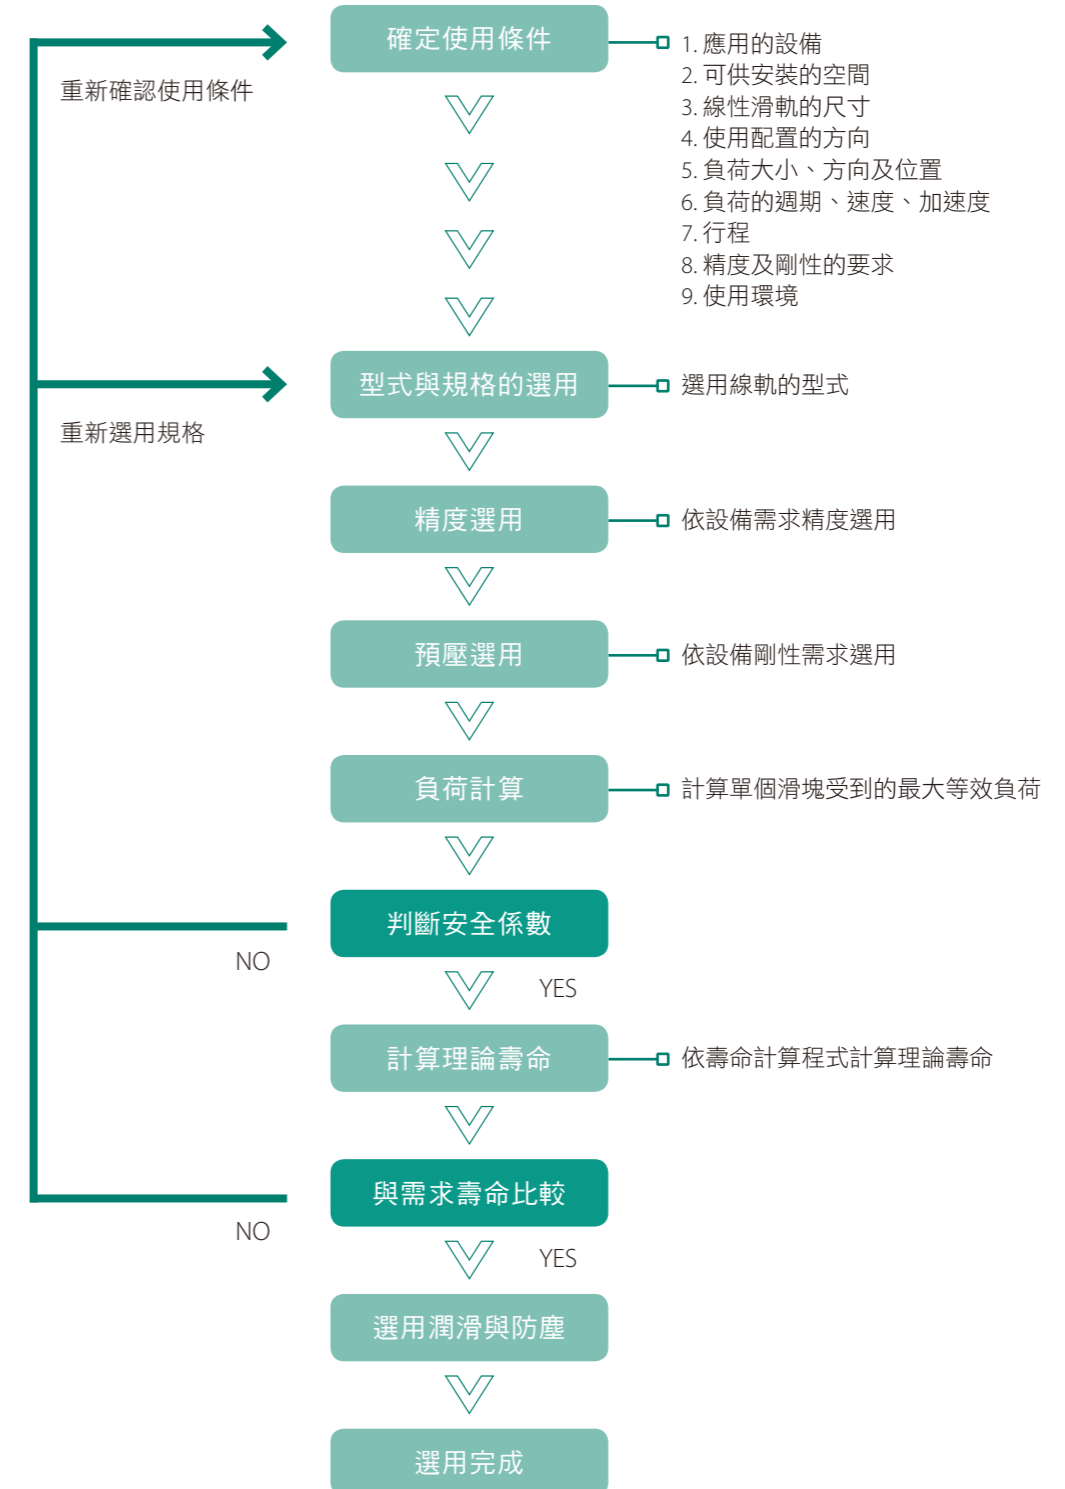 確定使用條件
1. 應用的設備
2. 可供安裝的空間
3. 線性滑軌的尺寸
4. 使用配置的方向
5. 負荷大小、方向及位置
6. 負荷的週期、速度、加速度
7. 行程
8. 精度及剛性的要求
9. 使用環境
重新確認使用條件
型式與規格的選用
選用線軌的型式
重新選用規格
精度選用
依設備需求精度選用
預壓選用
依設備剛性需求選用
負荷計算
計算單個滑塊受到的最大等效負荷
判斷安全係數
NO
YES
計算理論壽命
依壽命計算程式計算理論壽命
與需求壽命比較
NO
YES
選用潤滑與防塵
選用完成